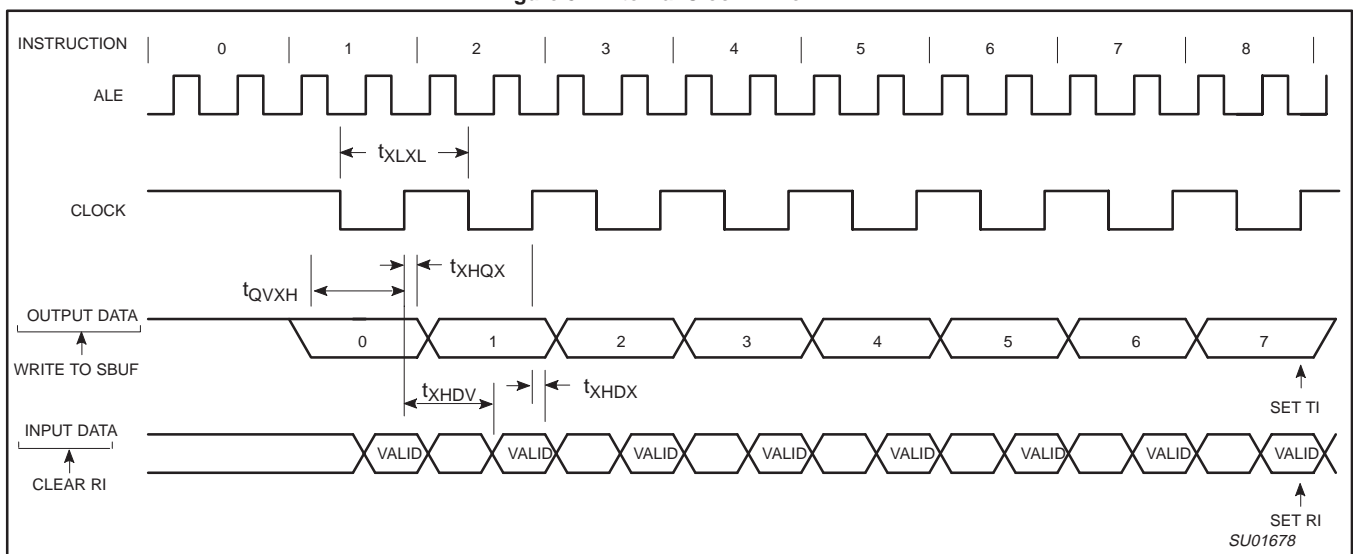 INSTRUCTION 0 1 2 3 4 5 6 7 8
ALE
tXLXL
CLOCK
tXHQX
tQVXH
OUTPUT DATA
0 1 2 3 4 5 6 7
WRITE TO SBUF
tXHDV tXHDX
SET TI
INPUT DATA
VALID VALID VALID VALID VALID VALID VALID VALID
CLEAR RI
SET RI
SU01678